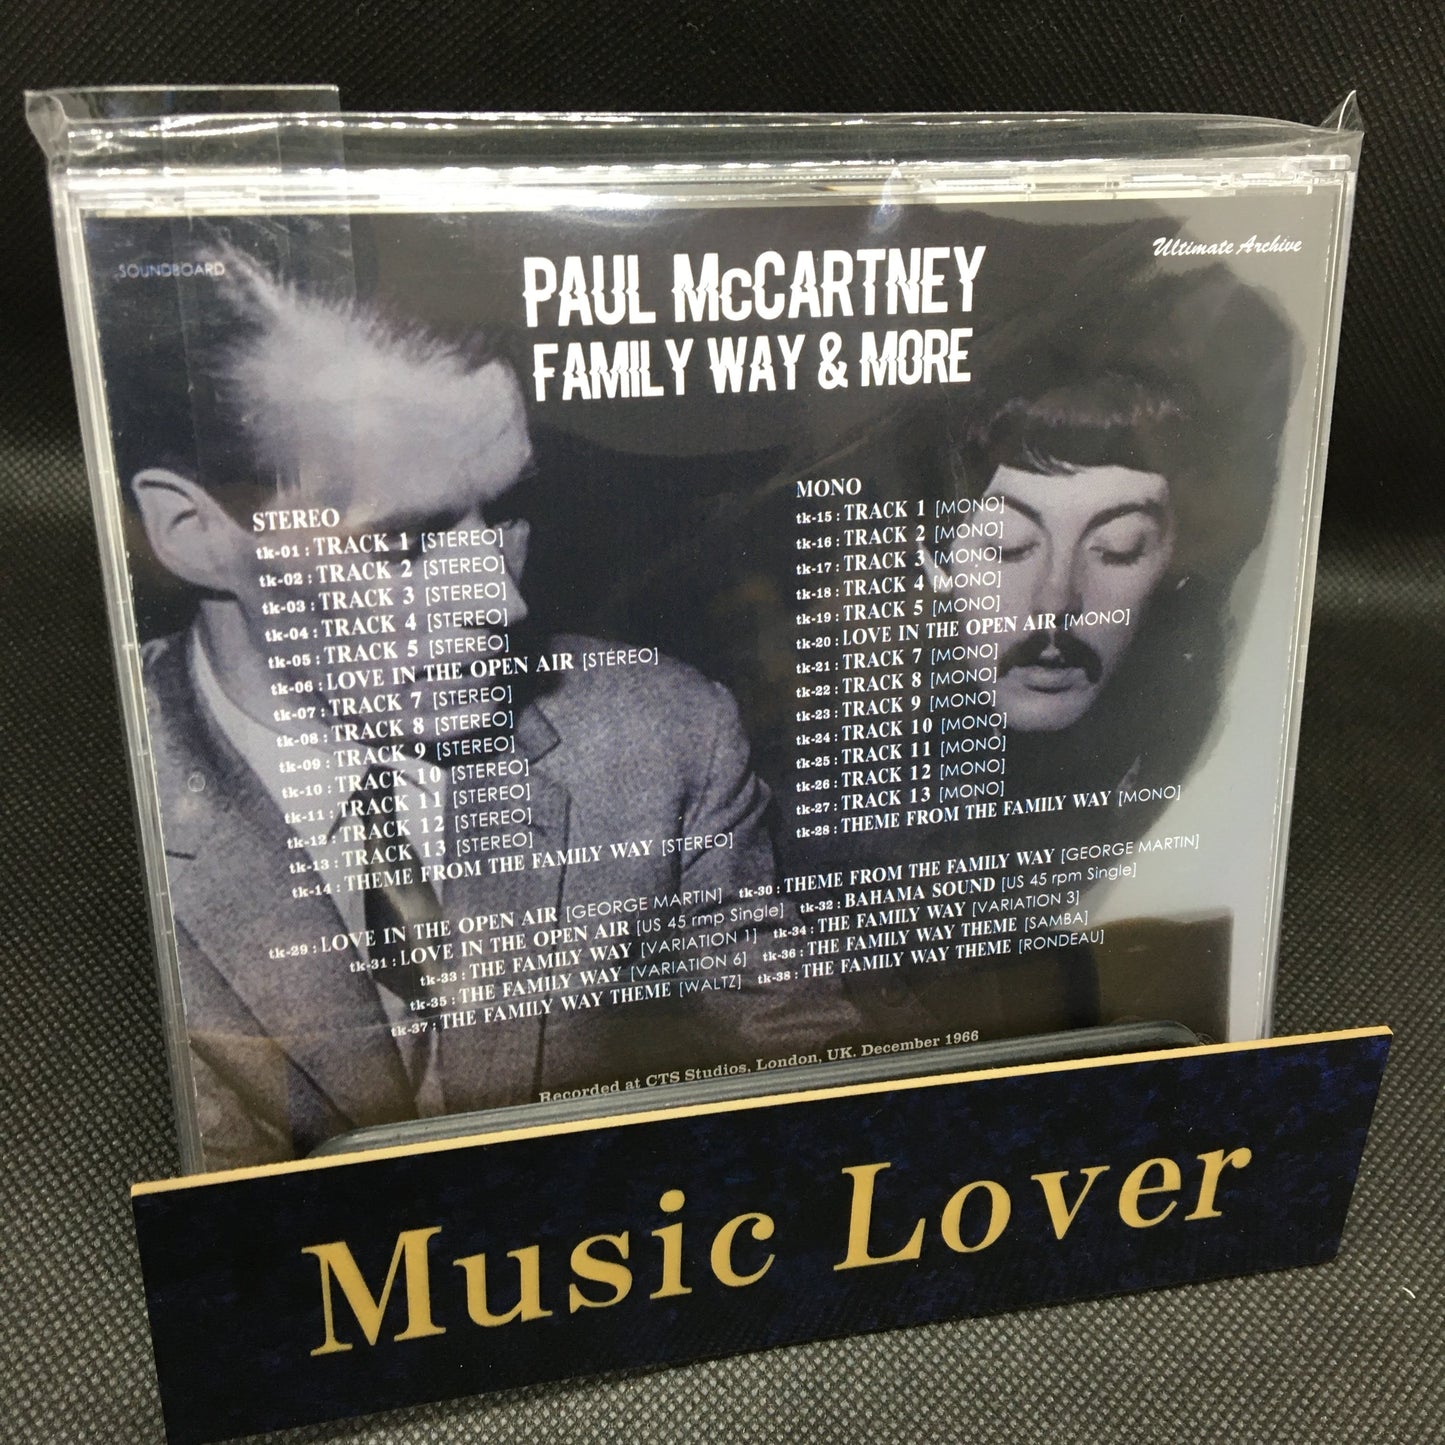 SOUNDBOARD
Ultimate Archive
PAUL McCARTNEY
FAMILY WAY & MORE
STEREO
tk-01 : TRACK 1 [STEREO]
tk-02 : TRACK 2 [STEREO]
tk-03 : TRACK 3 [STEREO]
tk-04 : TRACK 4 [STEREO]
tk-05 : TRACK 5 [STEREO]
tk-06 : LOVE IN THE OPEN AIR [STEREO]
tk-07 : TRACK 7 [STEREO]
tk-08 : TRACK 8 [STEREO]
tk-09 : TRACK 9 [STEREO]
tk-10 : TRACK 10 [STEREO]
tk-11 : TRACK 11 [STEREO]
tk-12 : TRACK 12 [STEREO]
tk-13 : TRACK 13 [STEREO]
tk-14 : THEME FROM THE FAMILY WAY [STEREO]
MONO
tk-15 : TRACK 1 [MONO]
tk-16 : TRACK 2 [MONO]
tk-17 : TRACK 3 [MONO]
tk-18 : TRACK 4 [MONO]
tk-19 : TRACK 5 [MONO]
tk-20 : LOVE IN THE OPEN AIR [MONO]
tk-21 : TRACK 7 [MONO]
tk-22 : TRACK 8 [MONO]
tk-23 : TRACK 9 [MONO]
tk-24 : TRACK 10 [MONO]
tk-25 : TRACK 11 [MONO]
tk-26 : TRACK 12 [MONO]
tk-27 : TRACK 13 [MONO]
tk-28 : THEME FROM THE FAMILY WAY [MONO]
tk-29 : LOVE IN THE OPEN AIR [GEORGE MARTIN] tk-30 : THEME FROM THE FAMILY WAY [GEORGE MARTIN]
tk-31 : LOVE IN THE OPEN AIR [US 45 rmp Single] tk-32 : BAHAMA SOUND [US 45 rpm Single]
tk-33 : THE FAMILY WAY [VARIATION 1] tk-34 : THE FAMILY WAY [VARIATION 3]
tk-35 : THE FAMILY WAY [VARIATION 6] tk-36 : THE FAMILY WAY THEME [SAMBA]
tk-37 : THE FAMILY WAY THEME [WALTZ] tk-38 : THE FAMILY WAY THEME [RONDEAU]
Recorded at CTS Studios, London, UK. December 1966
Music Lover